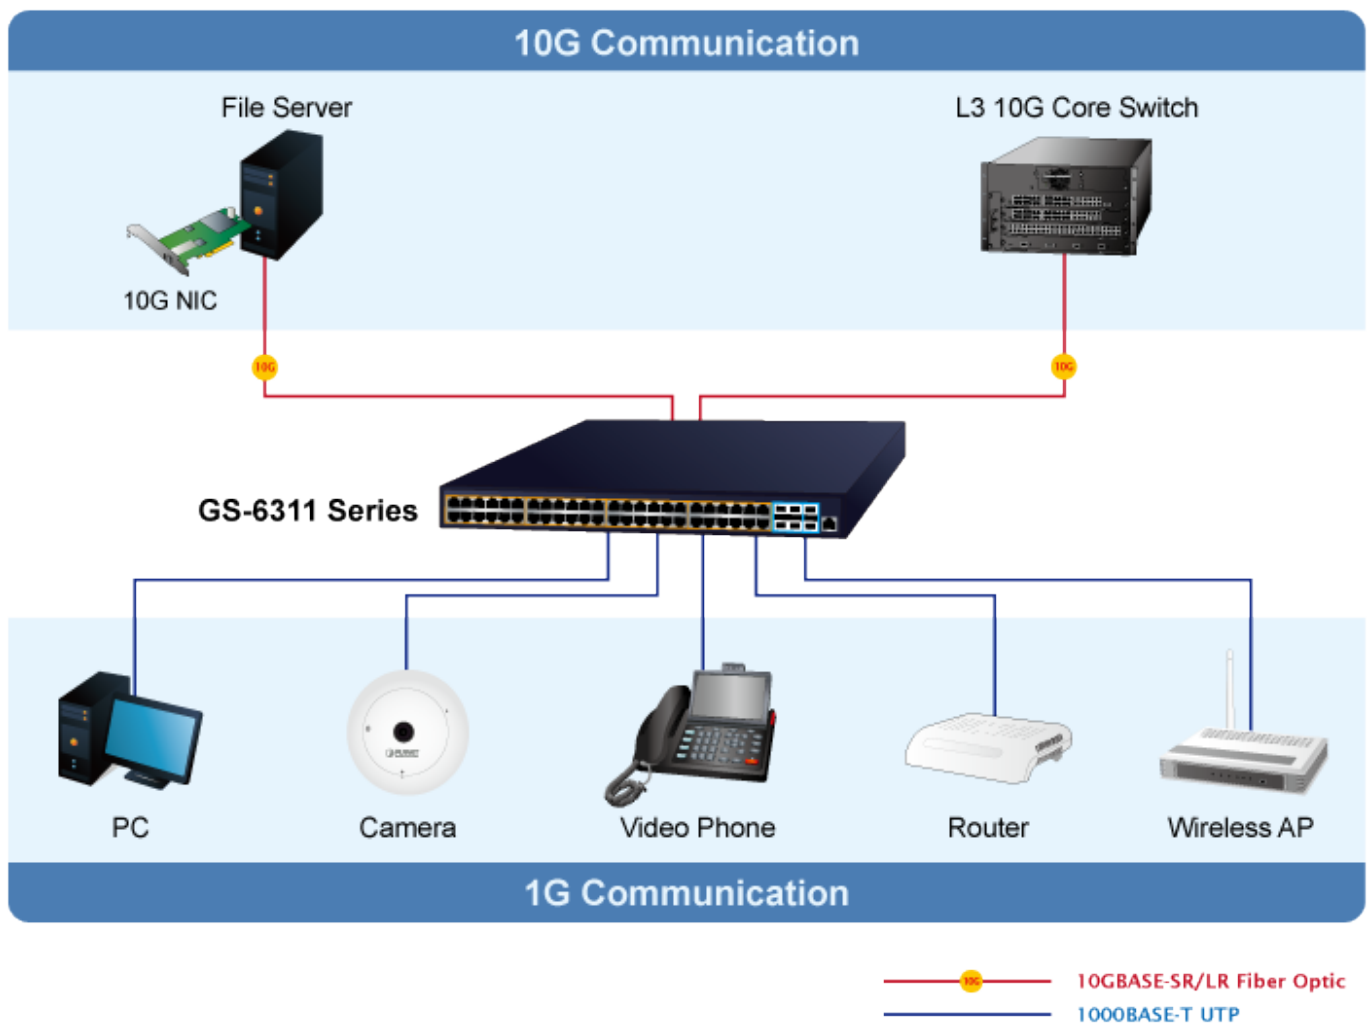 10G Communication
File Server
L3 10G Core Switch
10G NIC
10G
10G
GS-6311 Series
PLANET
PC
Camera
Video Phone
Router
Wireless AP
1G Communication
10G
10GBASE-SR/LR Fiber Optic
1000BASE-T UTP